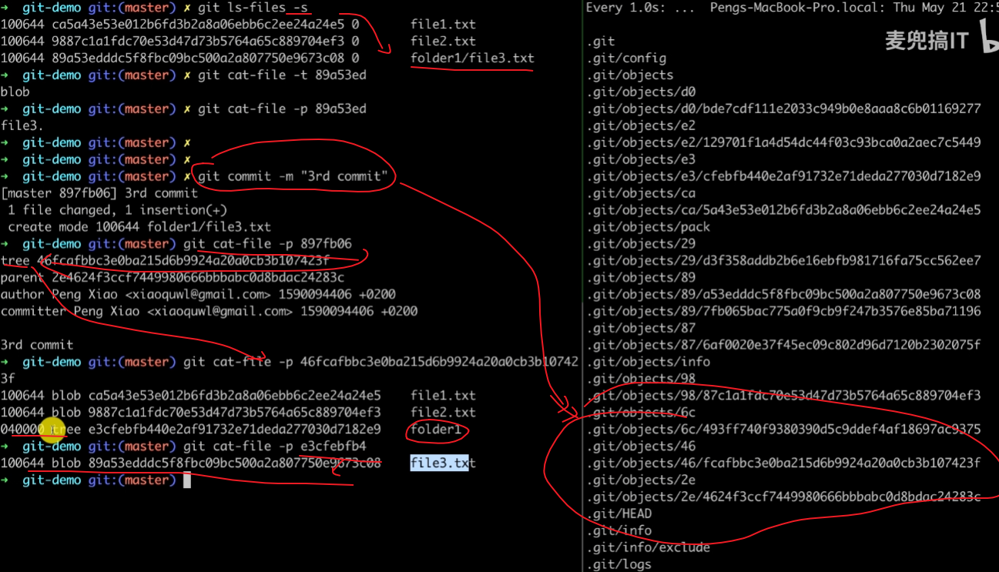 → git-demo git:(master) ✗ git ls-files -s
100644 ca5a43e53e012b6fd3b2a8a06ebb6c2ee24a24e5 0 file1.txt
100644 9887c1a1fdc70e53d47d73b5764a65c889704ef3 0 file2.txt
100644 89a53edddc5f8fbc09bc500a2a807750e9673c08 0 folder1/file3.txt
→ git-demo git:(master) ✗ git cat-file -t 89a53ed
blob
→ git-demo git:(master) ✗ git cat-file -p 89a53ed
file3.
→ git-demo git:(master) ✗
→ git-demo git:(master) ✗
→ git-demo git:(master) ✗ git commit -m "3rd commit"
[master 897fb06] 3rd commit
1 file changed, 1 insertion(+)
create mode 100644 folder1/file3.txt
→ git-demo git:(master) git cat-file -p 897fb06
tree 46fcafbbc3e0ba215d6b9924a20a0cb3b107423f
parent 2e4624f3ccf7449980666bbbabc0d8bdac24283c
author Peng Xiao <xiaoquwl@gmail.com> 1590094406 +0200
committer Peng Xiao <xiaoquwl@gmail.com> 1590094406 +0200
3rd commit
→ git-demo git:(master) git cat-file -p 46fcafbbc3e0ba215d6b9924a20a0cb3b10742
3f
100644 blob ca5a43e53e012b6fd3b2a8a06ebb6c2ee24a24e5 file1.txt
100644 blob 9887c1a1fdc70e53d47d73b5764a65c889704ef3 file2.txt
040000 tree e3cfebfb440e2af91732e71deda277030d7182e9 folder1
→ git-demo git:(master) git cat-file -p e3cfebfb4
100644 blob 89a53edddc5f8fbc09bc500a2a807750e9673c08 file3.txt
→ git-demo git:(master)
Every 1.0s: ... Pengs-MacBook-Pro.local: Thu May 21 22:5
麦兜搞IT b
.git
.git/config
.git/objects
.git/objects/d0
.git/objects/d0/bde7cdf111e2033c949b0e8aaa8c6b01169277
.git/objects/e2
.git/objects/e2/129701f1a4d54dc44f03c93bca0a2aec7c5449
.git/objects/e3
.git/objects/e3/cfebfb440e2af91732e71deda277030d7182e9
.git/objects/ca
.git/objects/ca/5a43e53e012b6fd3b2a8a06ebb6c2ee24a24e5
.git/objects/pack
.git/objects/29
.git/objects/29/d3f358addb2b6e16ebfb981716fa75cc562ee7
.git/objects/89
.git/objects/89/a53edddc5f8fbc09bc500a2a807750e9673c08
.git/objects/89/7fb065bac775a0f9cb9f247b3576e85ba71196
.git/objects/87
.git/objects/87/6af0020e37f45ec09c802d96d7120b2302075f
.git/objects/info
.git/objects/98
.git/objects/98/87c1a1fdc70e53d47d73b5764a65c889704ef3
.git/objects/6c
.git/objects/6c/493ff740f9380390d5c9ddef4af18697ac9375
.git/objects/46
.git/objects/46/fcafbbc3e0ba215d6b9924a20a0cb3b107423f
.git/objects/2e
.git/objects/2e/4624f3ccf7449980666bbbabc0d8bdac24283c
.git/HEAD
.git/info
.git/info/exclude
.git/logs